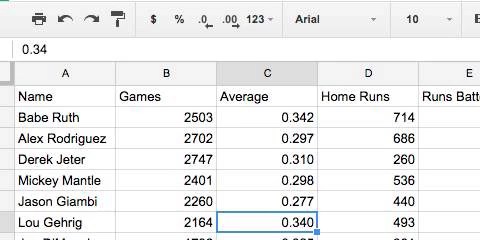 $ % .0 .00 123 Arial 10
0.34
A B C D E
Name Games Average Home Runs Runs Batt
Babe Ruth 2503 0.342 714
Alex Rodriguez 2702 0.297 686
Derek Jeter 2747 0.310 260
Mickey Mantle 2401 0.298 536
Jason Giambi 2260 0.277 440
Lou Gehrig 2164 0.340 493